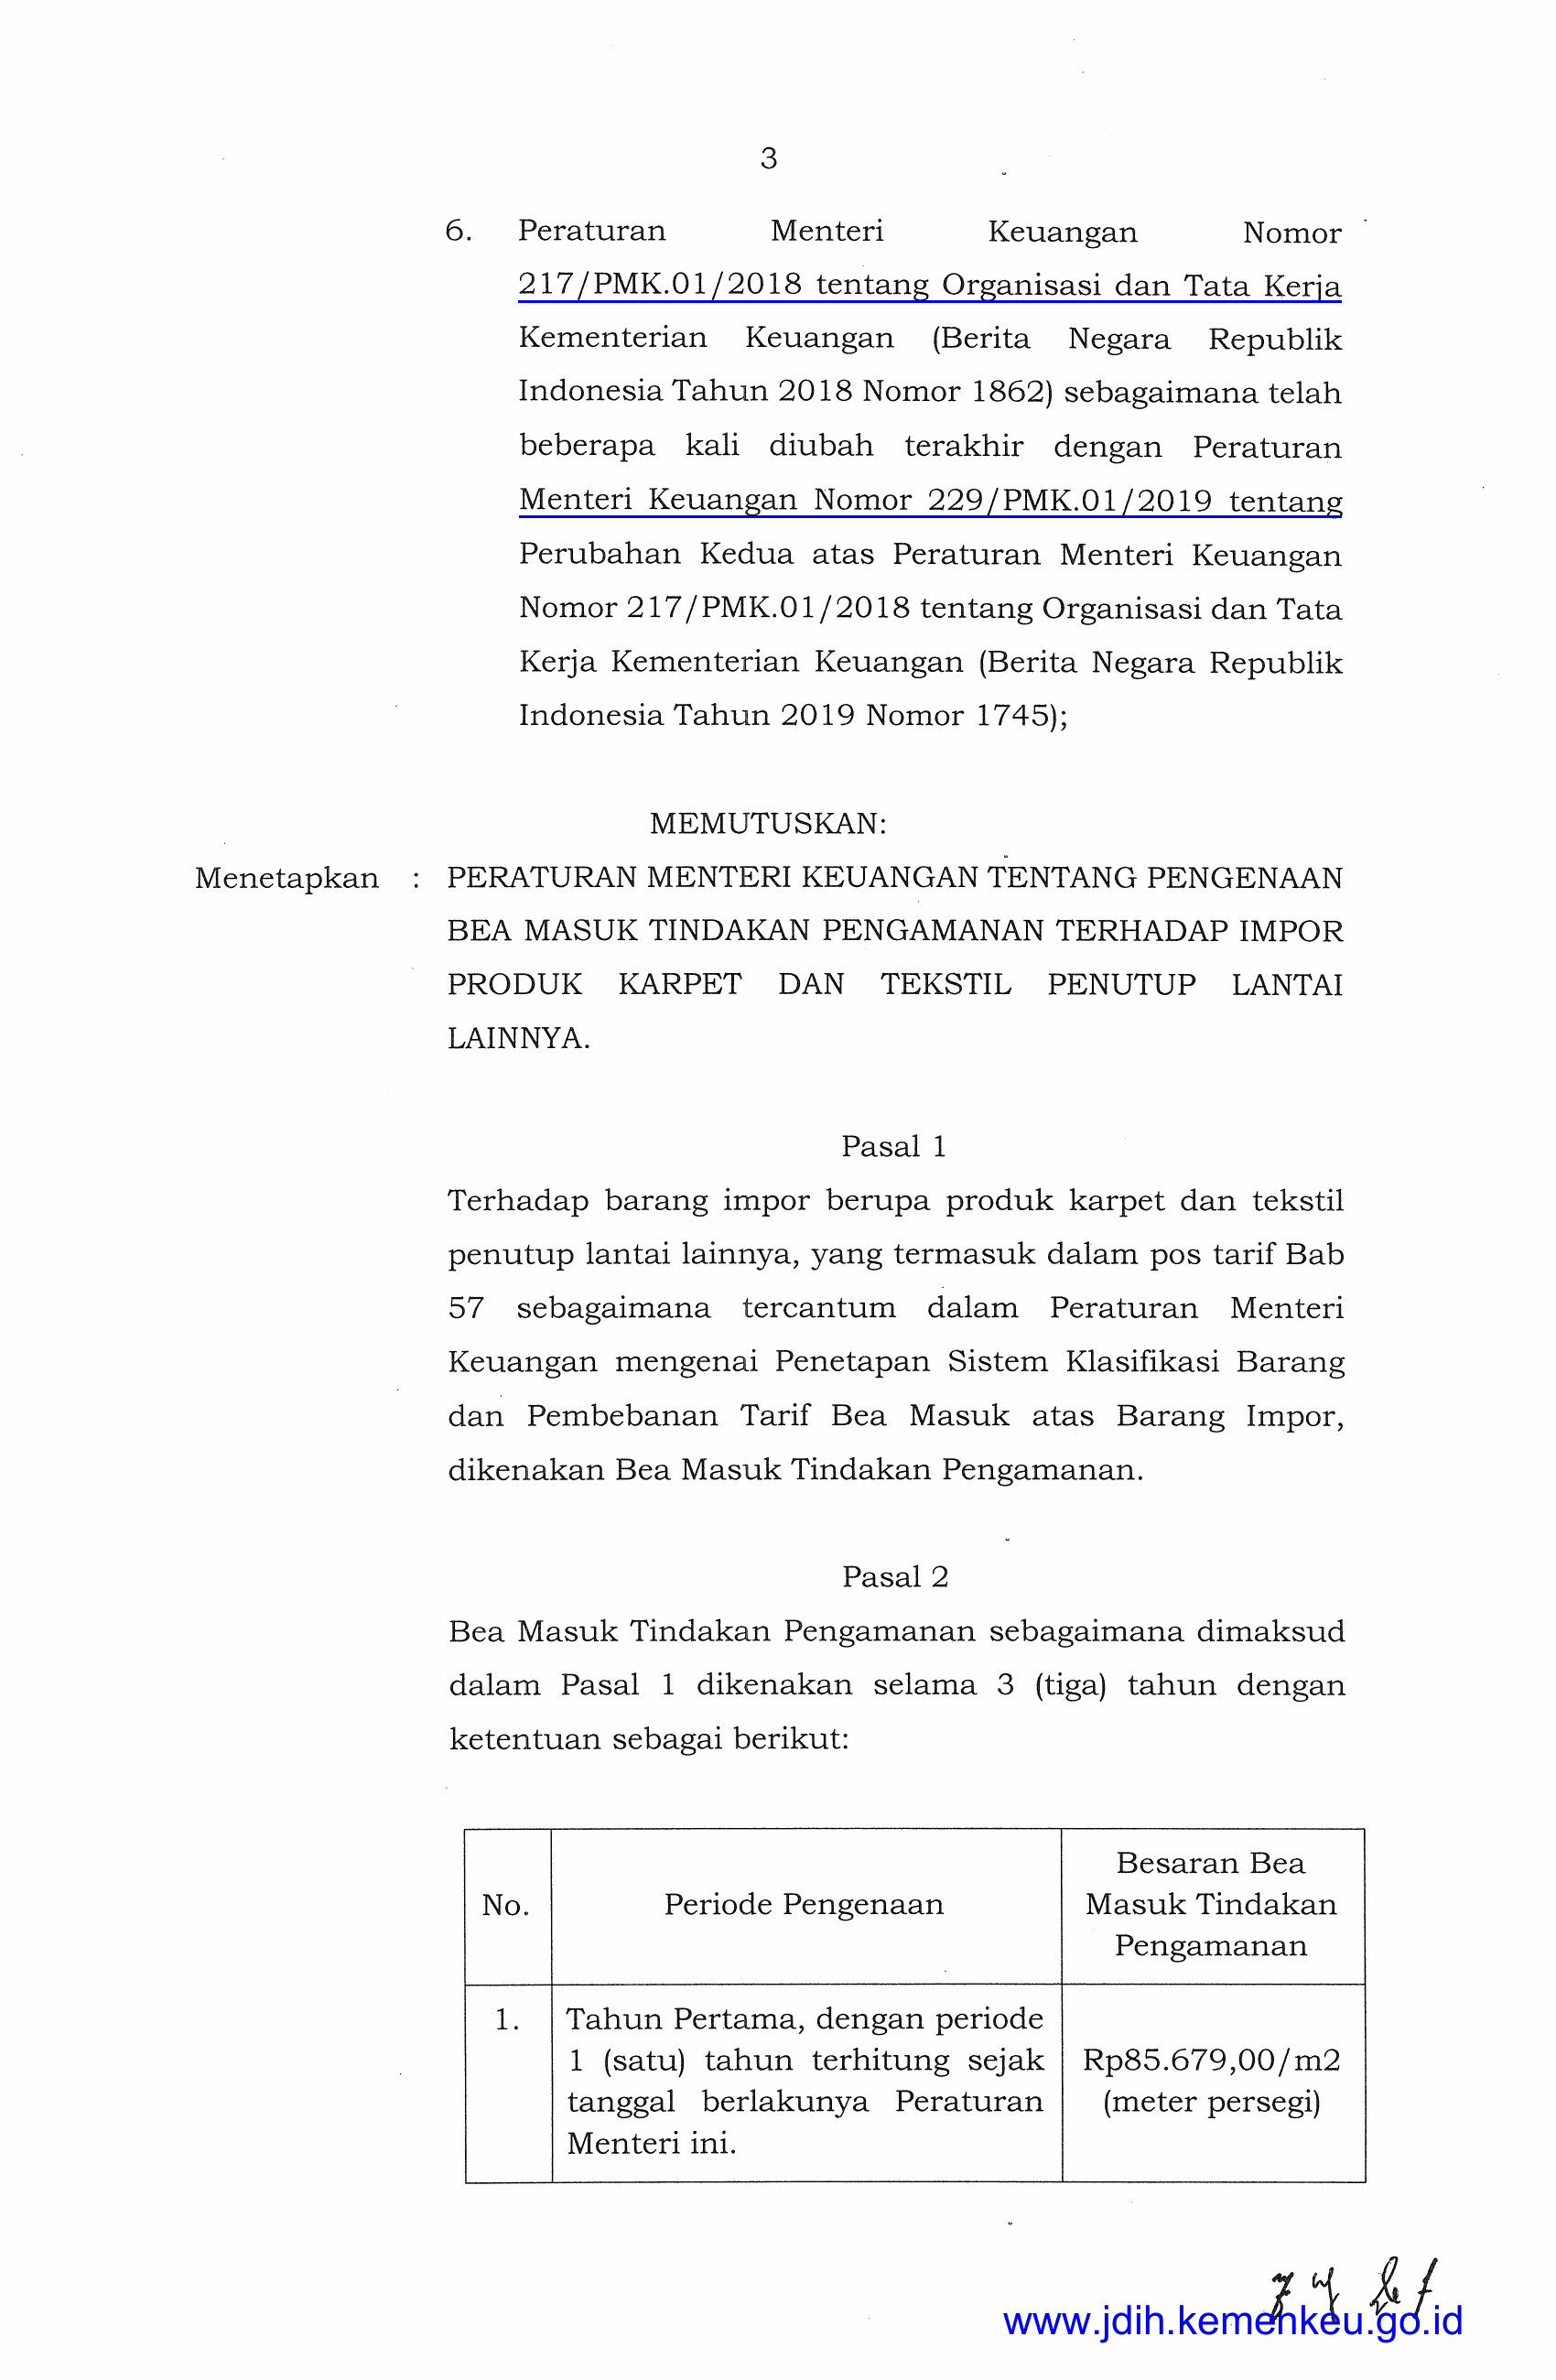 3
6. Peraturan Menteri Keuangan Nomor
217/PMK.01/2018 tentang Organisasi dan Tata Kerja
Kementerian Keuangan (Berita Negara Republik
Indonesia Tahun 2018 Nomor 1862) sebagaimana telah
beberapa kali diubah terakhir dengan Peraturan
Menteri Keuangan Nomor 229/PMK.01/2019 tentang
Perubahan Kedua atas Peraturan Menteri Keuangan
Nomor 217/PMK.01/2018 tentang Organisasi dan Tata
Kerja Kementerian Keuangan (Berita Negara Republik
Indonesia Tahun 2019 Nomor 1745);
MEMUTUSKAN:
Menetapkan : PERATURAN MENTERI KEUANGAN TENTANG PENGENAAN
BEA MASUK TINDAKAN PENGAMANAN TERHADAP IMPOR
PRODUK KARPET DAN TEKSTIL PENUTUP LANTAI
LAINNYA.
Pasal 1
Terhadap barang impor berupa produk karpet dan tekstil
penutup lantai lainnya, yang termasuk dalam pos tarif Bab
57 sebagaimana tercantum dalam Peraturan Menteri
Keuangan mengenai Penetapan Sistem Klasifikasi Barang
dan Pembebanan Tarif Bea Masuk atas Barang Impor,
dikenakan Bea Masuk Tindakan Pengamanan.
Pasal 2
Bea Masuk Tindakan Pengamanan sebagaimana dimaksud
dalam Pasal 1 dikenakan selama 3 (tiga) tahun dengan
ketentuan sebagai berikut:
No.
Periode Pengenaan
Besaran Bea
Masuk Tindakan
Pengamanan
1.
Tahun Pertama, dengan periode
1 (satu) tahun terhitung sejak
tanggal berlakunya Peraturan
Menteri ini.
Rp85.679,00/m2
(meter persegi)
www.jdih.kemenkeu.go.id